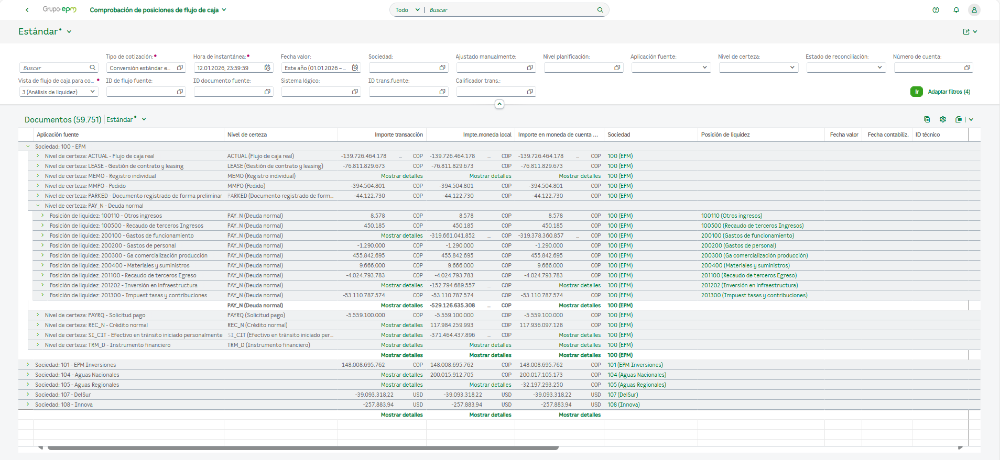 Grupo·epm Comprobación de posiciones de flujo de caja Todo Buscar
Estándar*
Tipo de cotización: Hora de instantánea: Fecha valor: Sociedad: Ajustado manualmente: Nivel planificación: Aplicación fuente: Nivel de certeza: Estado de reconciliación: Número de cuenta:
Buscar Conversión estándar e... 12.01.2026, 23:59:59 Este año (01.01.2026 – ...
Vista de flujo de caja para co... ID de flujo fuente: ID documento fuente: Sistema lógico: ID trans.fuente: Calificador trans.:
3 (Análisis de liquidez) Ir Adaptar filtros (4)
Documentos (59.751) Estándar*
Aplicación fuente Nivel de certeza Importe transacción Impte.moneda local Importe en moneda de cuenta ... Sociedad Posición de liquidez Fecha valor Fecha contabiliz. ID técnico
Sociedad: 100 - EPM
Nivel de certeza: ACTUAL - Flujo de caja real ACTUAL (Flujo de caja real) -139.726.464.178 ... COP -139.726.464.178 ... COP -139.726.464.178 ... COP 100 (EPM)
Nivel de certeza: LEASE - Gestión de contrato y leasing LEASE (Gestión de contrato y leasing) -76.811.829.673 COP -76.811.829.673 COP -76.811.829.673 COP 100 (EPM)
Nivel de certeza: MEMO - Registro individual MEMO (Registro individual) Mostrar detalles Mostrar detalles Mostrar detalles 100 (EPM)
Nivel de certeza: MMPO - Pedido MMPO (Pedido) -394.504.801 COP -394.504.801 COP -394.504.801 COP 100 (EPM)
Nivel de certeza: PARKED - Documento registrado de forma preliminar PARKED (Documento registrado de form... -44.122.730 COP -44.122.730 COP -44.122.730 COP 100 (EPM)
Nivel de certeza: PAY_N - Deuda normal
Posición de liquidez: 100110 - Otros ingresos PAY_N (Deuda normal) 8.578 COP 8.578 COP 8.578 COP 100 (EPM) 100110 (Otros ingresos)
Posición de liquidez: 100500 - Recaudo de terceros Ingresos PAY_N (Deuda normal) 450.185 COP 450.185 COP 450.185 COP 100 (EPM) 100500 (Recaudo de terceros Ingresos)
Posición de liquidez: 200100 - Gastos de funcionamiento PAY_N (Deuda normal) Mostrar detalles -319.661.041.852 ... COP -319.378.360.857 ... COP 100 (EPM) 200100 (Gastos de funcionamiento)
Posición de liquidez: 200200 - Gastos de personal PAY_N (Deuda normal) -1.290.000 COP -1.290.000 COP -1.290.000 COP 100 (EPM) 200200 (Gastos de personal)
Posición de liquidez: 200300 - Ga comercialización producción PAY_N (Deuda normal) 455.842.695 COP 455.842.695 COP 455.842.695 COP 100 (EPM) 200300 (Ga comercialización producción)
Posición de liquidez: 200400 - Materiales y suministros PAY_N (Deuda normal) 9.666.000 COP 9.666.000 COP 9.666.000 COP 100 (EPM) 200400 (Materiales y suministros)
Posición de liquidez: 201100 - Recaudo de terceros Egreso PAY_N (Deuda normal) -4.024.793.783 COP -4.024.793.783 COP -4.024.793.783 COP 100 (EPM) 201100 (Recaudo de terceros Egreso)
Posición de liquidez: 201202 - Inversión en infraestructura PAY_N (Deuda normal) Mostrar detalles -152.794.689.557 ... COP Mostrar detalles 100 (EPM) 201202 (Inversión en infraestructura)
Posición de liquidez: 201300 - Impuest tasas y contribuciones PAY_N (Deuda normal) -53.110.787.574 COP -53.110.787.574 COP -53.110.787.574 COP 100 (EPM) 201300 (Impuest tasas y contribuciones)
PAY_N (Deuda normal) Mostrar detalles -529.126.635.308 ... COP Mostrar detalles 100 (EPM)
Nivel de certeza: PAYRQ - Solicitud pago PAYRQ (Solicitud pago) -5.559.100.000 COP -5.559.100.000 COP -5.559.100.000 COP 100 (EPM)
Nivel de certeza: REC_N - Crédito normal REC_N (Crédito normal) Mostrar detalles 117.984.259.993 COP 117.936.097.128 COP 100 (EPM)
Nivel de certeza: SI_CIT - Efectivo en tránsito iniciado personalmente SI_CIT (Efectivo en tránsito iniciado per... Mostrar detalles -371.464.437.896 ... COP Mostrar detalles 100 (EPM)
Nivel de certeza: TRM_D - Instrumento financiero TRM_D (Instrumento financiero) Mostrar detalles Mostrar detalles Mostrar detalles 100 (EPM)
Mostrar detalles Mostrar detalles Mostrar detalles 100 (EPM)
Sociedad: 101 - EPM Inversiones 148.008.695.762 COP 148.008.695.762 COP 148.008.695.762 COP 101 (EPM Inversiones)
Sociedad: 104 - Aguas Nacionales Mostrar detalles 200.015.912.705 COP 200.017.105.173 COP 104 (Aguas Nacionales)
Sociedad: 105 - Aguas Regionales Mostrar detalles Mostrar detalles -32.197.293.250 COP 105 (Aguas Regionales)
Sociedad: 107 - DelSur -39.093.318,22 USD -39.093.318,22 USD -39.093.318,22 USD 107 (DelSur)
Sociedad: 108 - Innova -257.883,94 USD -257.883,94 USD -257.883,94 USD 108 (Innova)
Mostrar detalles Mostrar detalles Mostrar detalles